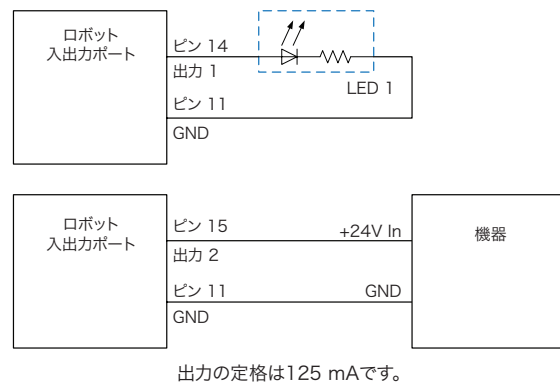 ロボット
入出力ポート
ピン 14
出力 1
LED 1
ピン 11
GND
ロボット
入出力ポート
ピン 15
+24V In
機器
出力 2
ピン 11
GND
GND
出力の定格は125 mAです。